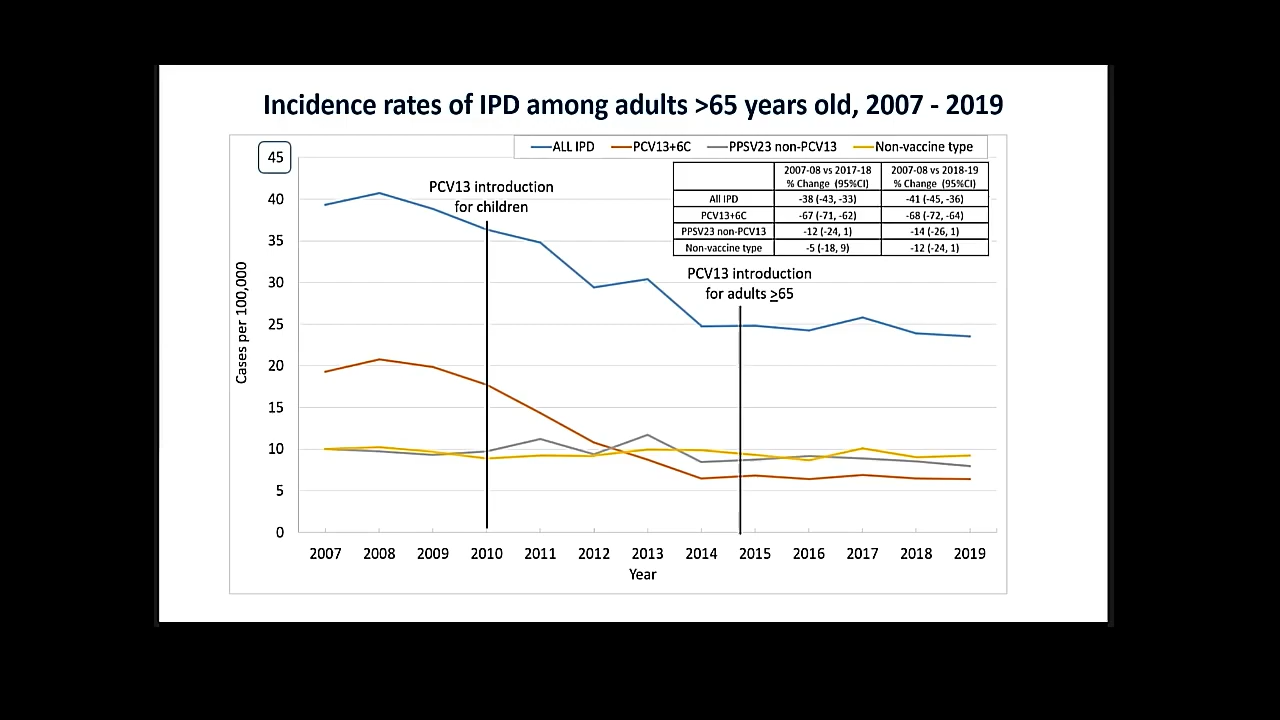 Incidence rates of IPD among adults >65 years old, 2007 - 2019
ALL IPD PCV13+6C PPSV23 non-PCV13 Non-vaccine type
2007-08 vs 2017-18 2007-08 vs 2018-19
% Change (95%CI) % Change (95%CI)
All IPD -38 (-43, -33) -41 (-45, -36)
PCV13+6C -67 (-71, -62) -68 (-72, -64)
PPSV23 non-PCV13 -12 (-24, 1) -14 (-26, 1)
Non-vaccine type -5 (-18, 9) -12 (-24, 1)
PCV13 introduction
for children
PCV13 introduction
for adults ≥65
Cases per 100,000
45
40
35
30
25
20
15
10
5
0
2007 2008 2009 2010 2011 2012 2013 2014 2015 2016 2017 2018 2019
Year